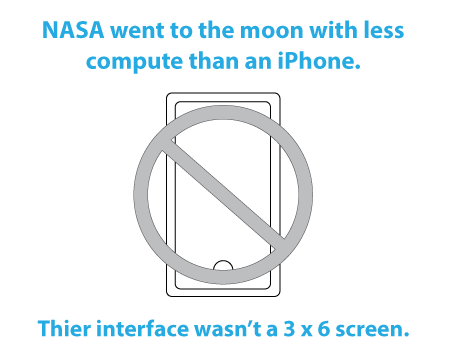 NASA went to the moon with less
compute than an iPhone.
Thier interface wasn't a 3 x 6 screen.